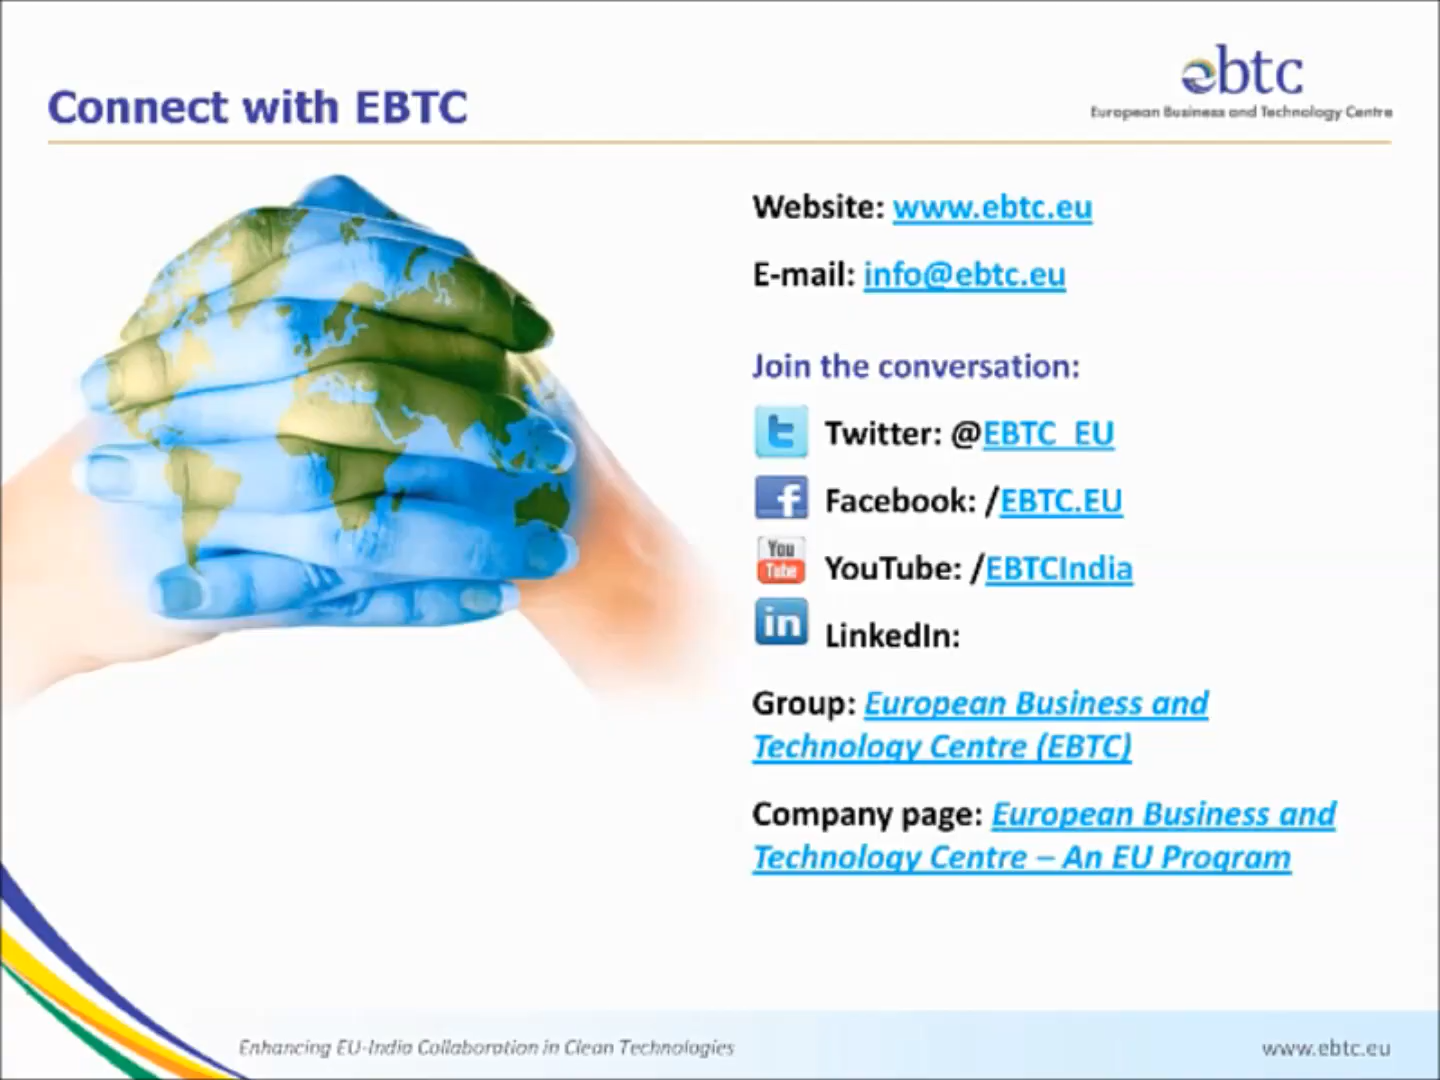 Connect with EBTC
ebtc
European Business and Technology Centre
Website: www.ebtc.eu
E-mail: info@ebtc.eu
Join the conversation:
Twitter: @EBTC_EU
Facebook: /EBTC.EU
You
Tube
YouTube: /EBTCIndia
in
LinkedIn:
Group: European Business and
Technology Centre (EBTC)
Company page: European Business and
Technology Centre – An EU Program
Enhancing EU-India Collaboration in Clean Technologies
www.ebtc.eu